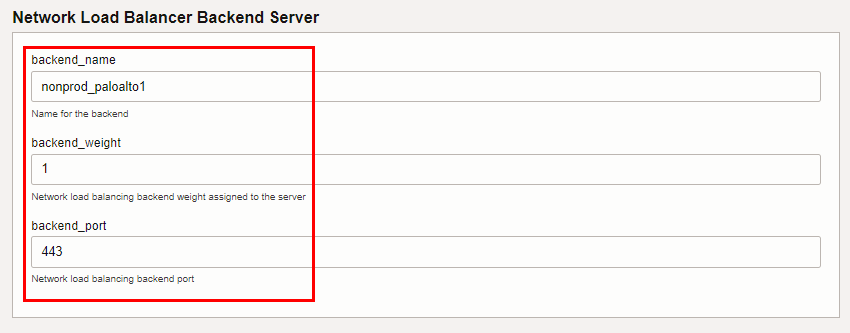 Network Load Balancer Backend Server
backend_name
nonprod_paloalto1
Name for the backend
backend_weight
1
Network load balancing backend weight assigned to the server
backend_port
443
Network load balancing backend port